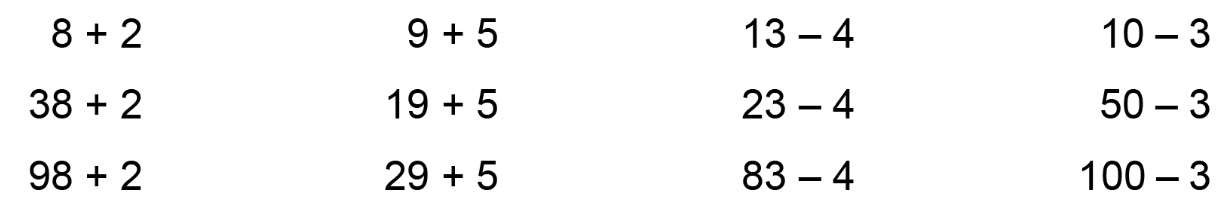 8 + 2 9 + 5 13 – 4 10 – 3
38 + 2 19 + 5 23 – 4 50 – 3
98 + 2 29 + 5 83 – 4 100 – 3